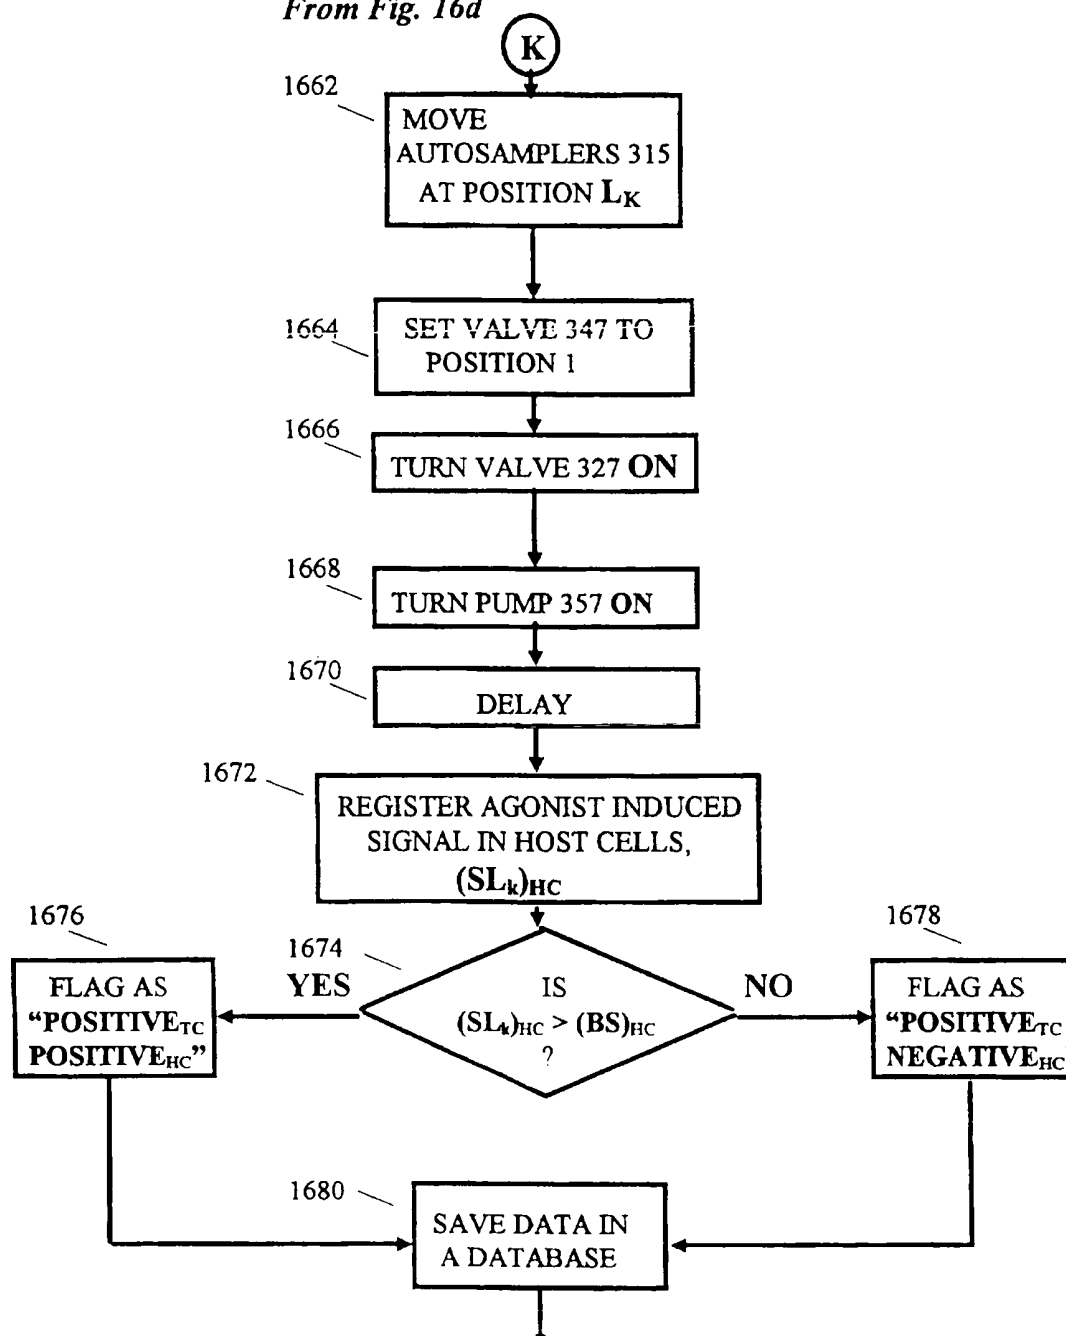 From Fig. 16d
K
1662
MOVE
AUTOSAMPLERS 315
AT POSITION LK
1664
SET VALVE 347 TO
POSITION 1
1666
TURN VALVE 327 ON
1668
TURN PUMP 357 ON
1670
DELAY
1672
REGISTER AGONIST INDUCED
SIGNAL IN HOST CELLS,
(SLk)HC
1674
IS
(SLk)HC > (BS)HC
?
YES
NO
1676
FLAG AS
“POSITIVETC
POSITIVEHC”
1678
FLAG AS
“POSITIVETC
NEGATIVEHC
1680
SAVE DATA IN
A DATABASE